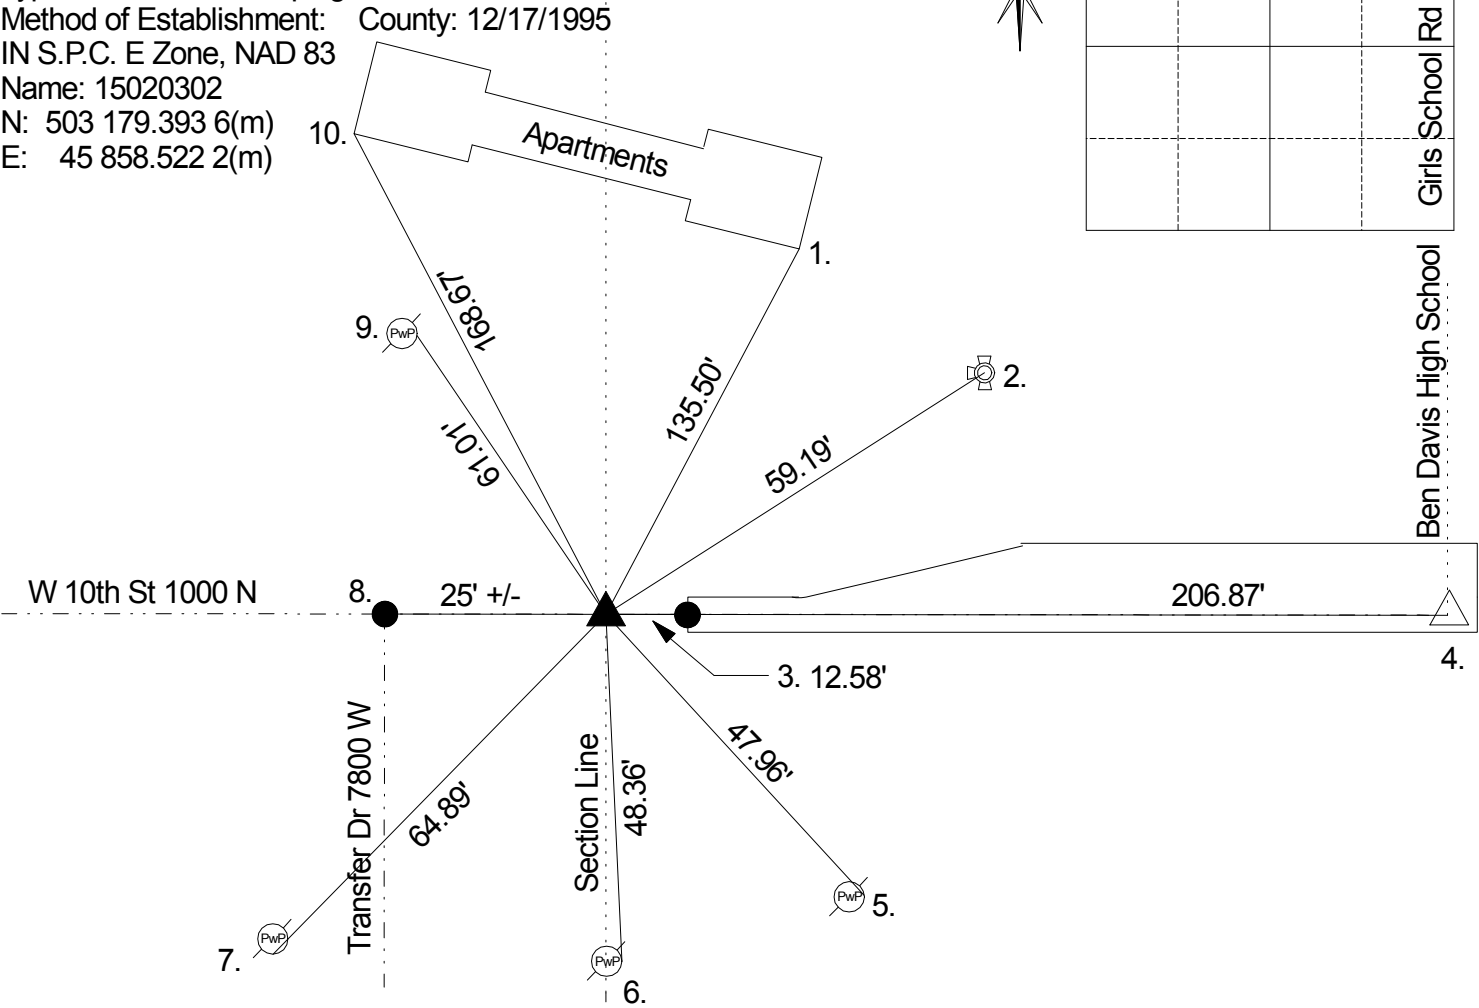 Method of Establishment: County: 12/17/1995
IN S.P.C. E Zone, NAD 83
Name: 15020302
N: 503 179.393 6(m)
E: 45 858.522 2(m)
Girls School Rd
10.
Apartments
1.
168.67'
9.
PwP
135.50'
2.
61.01'
59.19'
Ben Davis High School
W 10th St 1000 N
8.
25' +/-
206.87'
3. 12.58'
4.
Transfer Dr 7800 W
64.89'
Section Line
48.36'
47.96'
PwP
5.
7.
PwP
PwP
6.